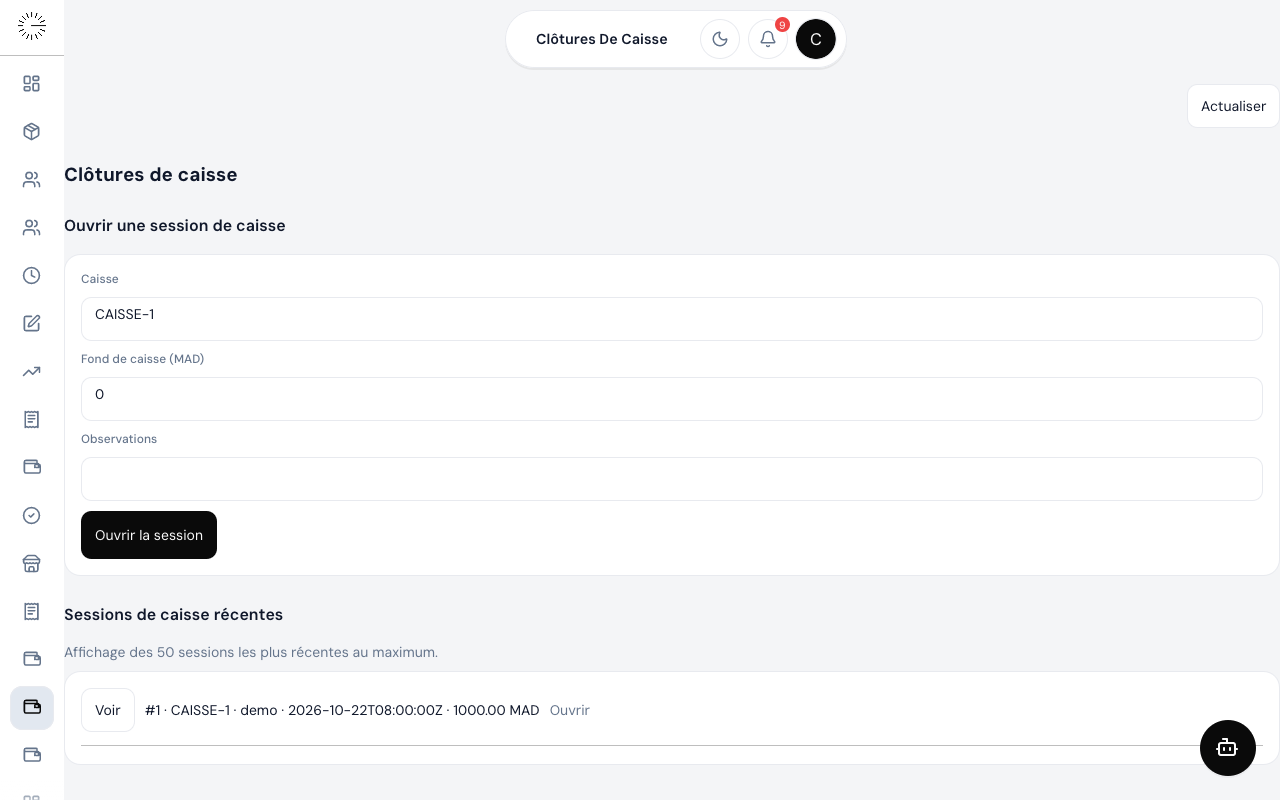 Clôtures De Caisse
9
C
Actualiser
Clôtures de caisse
Ouvrir une session de caisse
Caisse
CAISSE-1
Fond de caisse (MAD)
0
Observations
Ouvrir la session
Sessions de caisse récentes
Affichage des 50 sessions les plus récentes au maximum.
Voir #1 · CAISSE-1 · demo · 2026-10-22T08:00:00Z · 1000.00 MAD Ouvrir